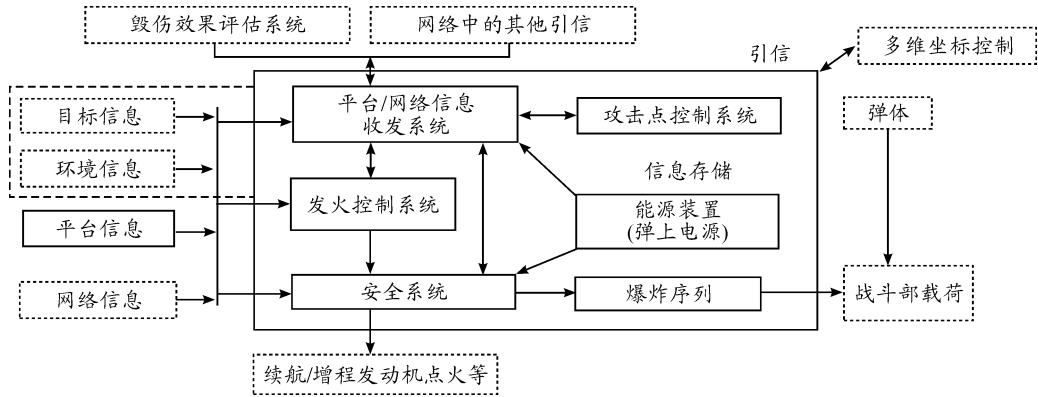 毁伤效果评估系统
网络中的其他引信
引信
多维坐标控制
目标信息
平台/网络信息
收发系统
攻击点控制系统
弹体
环境信息
信息存储
发火控制系统
能源装置
(弹上电源)
平台信息
网络信息
安全系统
爆炸序列
战斗部载荷
续航/增程发动机点火等